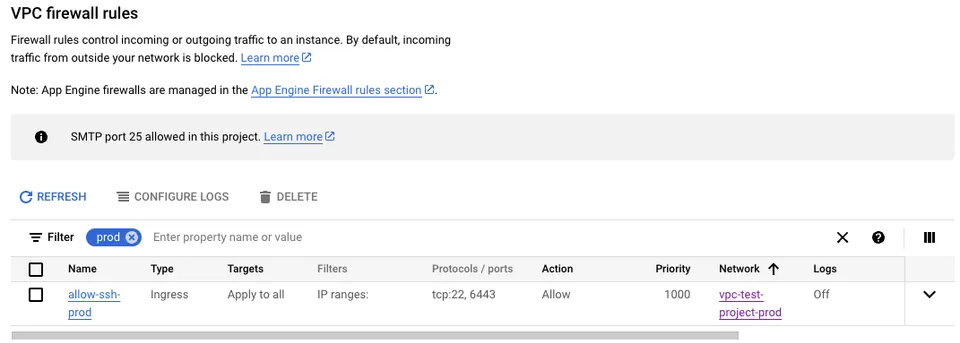 VPC firewall rules
Firewall rules control incoming or outgoing traffic to an instance. By default, incoming
traffic from outside your network is blocked. Learn more
Note: App Engine firewalls are managed in the App Engine Firewall rules section.
SMTP port 25 allowed in this project. Learn more
REFRESH CONFIGURE LOGS DELETE
Filter prod Enter property name or value
Name Type Targets Filters Protocols / ports Action Priority Network Logs
allow-ssh- Ingress Apply to all IP ranges: tcp:22, 6443 Allow 1000 vpc-test- Off
prod project-prod